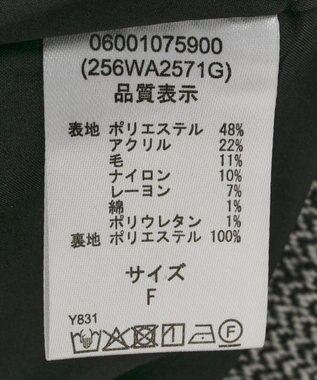 06001075900
(256WA2571G)
品質表示
表地 ポリエステル 48%
アクリル 22%
毛 11%
ナイロン 10%
レーヨン 7%
綿 1%
ポリウレタン 1%
裏地 ポリエステル 100%
サイズ
F
Y831
F